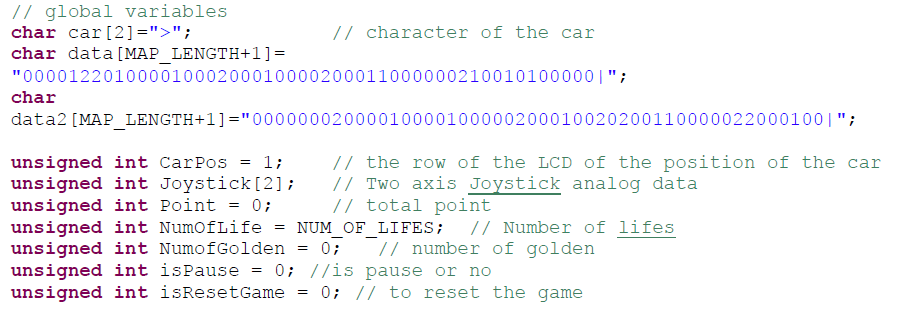 // global variables
char car[2]=">";            // character of the car
char data[MAP_LENGTH+1]=
"00001220100001000200010000200011000000210010100000|";
char
data2[MAP_LENGTH+1]="00000002000010000100000200010020200110000022000100|";
unsigned int CarPos = 1;    // the row of the LCD of the position of the car
unsigned int Joystick[2];   // Two axis Joystick analog data
unsigned int Point = 0;     // total point
unsigned int NumOfLife = NUM_OF_LIFES;  // Number of lifes
unsigned int NumofGolden = 0;   // number of golden
unsigned int isPause = 0; //is pause or no
unsigned int isResetGame = 0; // to reset the game